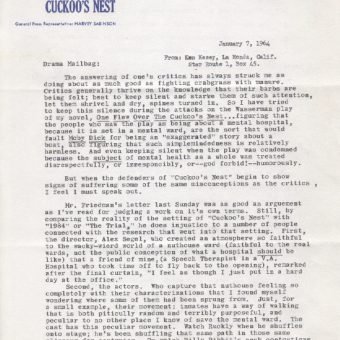 CUCKOO'S NEST
General Press Representative: HARVEY SABINSON
January 7, 1964
Drama Mailbag:
From: Ken Kesey, La Honda, Calif.
Star Route 1, Box 45.
The answering of one's critics has always struck me as
doing about as much good as fighting crabgrass with manure.
Critics generally thrive on the knowledge that their barbs are
being felt; best to keep silent and starve them of such attention,
let them shrivel and dry, spines turned in. So I have tried
to keep this silence during the attacks on the Wasserman play
of my novel, One Flew Over The Cuckoo's Nest...figuring that
the people who saw the play as being about a mental hospital,
because it is set in a mental ward, are the sort that would
fault Moby Dick for being an "exaggerated" story about a
boat, also figuring that such simplemindedness is relatively
harmless. And even keeping silent when the play was condemned
because the subject of mental health as a whole was treated
disrespectfully, or irresponsibly, or--god forbid!--humorously.
But when the defenders of "Cuckoo's Nest" begin to show
signs of suffering some of the same misconceptions as the critics ,
I feel I must speak out.
Mr. Friedman's letter last Sunday was as good an arguement
as I've read for judging a work on it's own terms. Still, by
comparing the reality of the setting of "Cuckoo's Nest" with
"1984" or "The Trial," he does injustice to a number of people
connected with the research that went into that setting. First,
the director, Alex Segal, who created an atmosphere so faithful
to the wacky-weird world of a nuthouse ward (faithful to the
wards, not the public conception of what a hospital should be
like) that a friend of mine,(a Speech Therapist in a V.A.
Hospital who took time off to fly back to the opening), remarked
after the final curtain, "I feel as though I just put in a hard
day at the office."
Second, the actors. Who capture that nuthouse feeling so
completely with characterizations that I found myself
wondering where some of them had been sprung from. Just, for
a small example, their movement; inmates have a way of walking
that is both pitifully random and terribly purposeful, and
peculiar to no other place I know of save the mental ward. The
cast has this peculiar movement. Watch Ruckly when he shuffles
onto stage; he's been shuffling that same path in those same